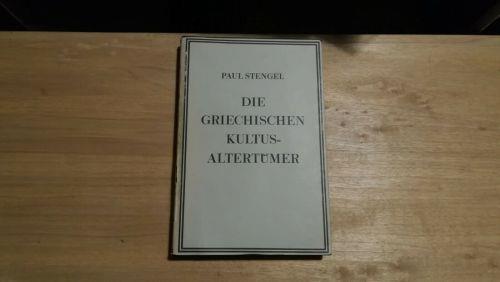 PAUL STENGEL
DIE
GRIECHISCHEN
KULTUS-
ALTERTÜMER